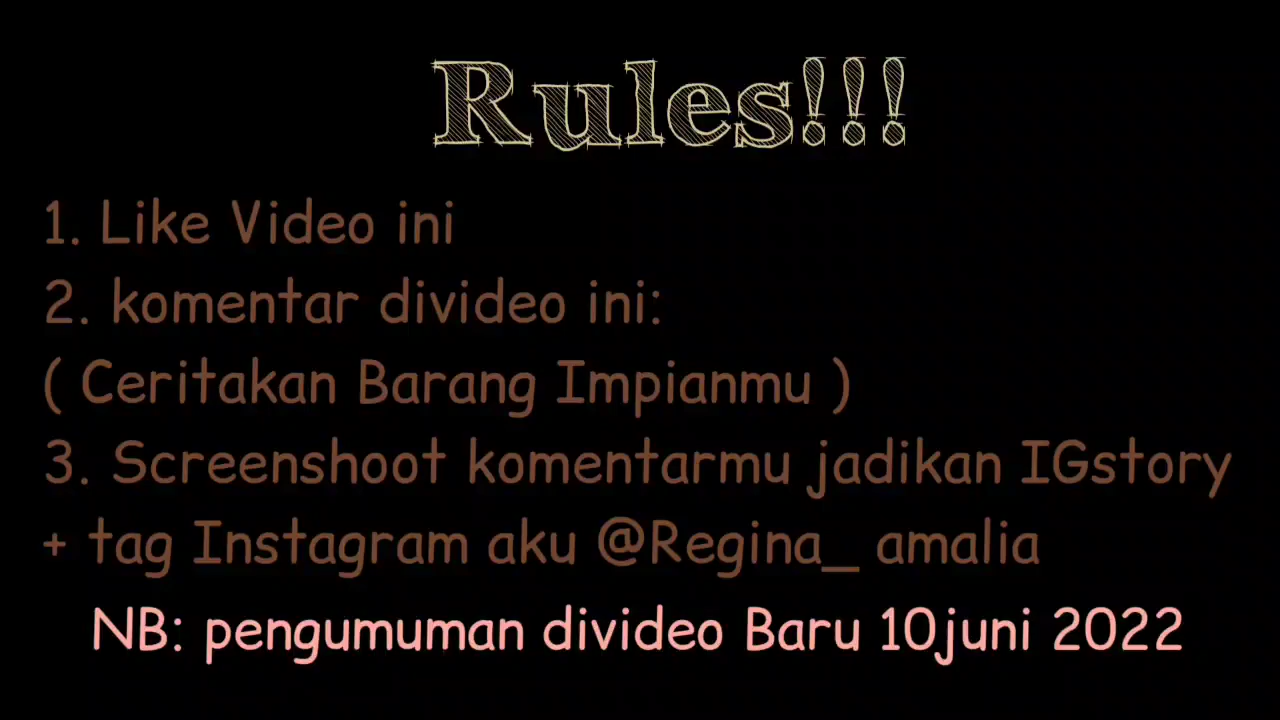 Rules!!!
1. Like Video ini
2. komentar divideo ini:
( Ceritakan Barang Impianmu )
3. Screenshoot komentarmu jadikan IGstory
+ tag Instagram aku @Regina_ amalia
NB: pengumuman divideo Baru 10juni 2022